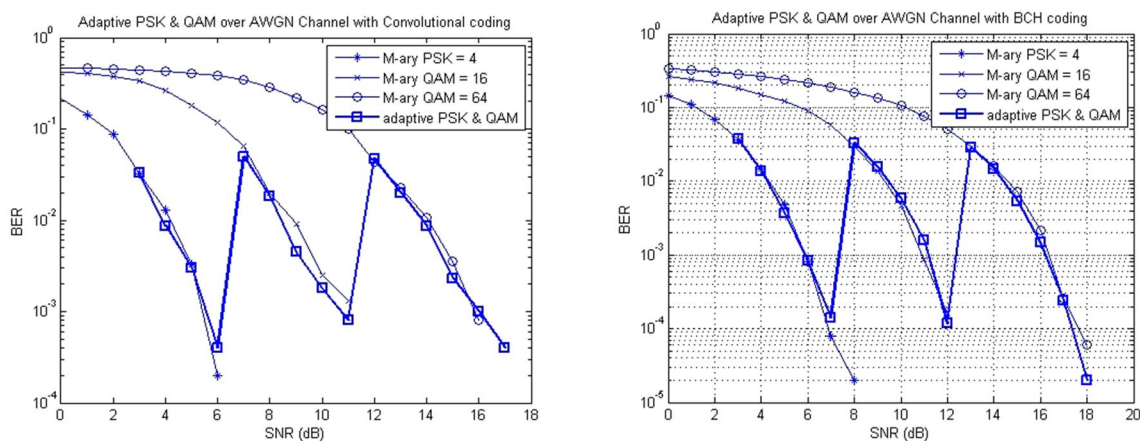 Adaptive PSK & QAM over AWGN Channel with Convolutional coding
10^0
10^-1
10^-2
10^-3
10^-4
BER
M-ary PSK = 4
M-ary QAM = 16
M-ary QAM = 64
adaptive PSK & QAM
0 2 4 6 8 10 12 14 16 18
SNR (dB)
Adaptive PSK & QAM over AWGN Channel with BCH coding
10^0
10^-1
10^-2
10^-3
10^-4
10^-5
BER
M-ary PSK = 4
M-ary QAM = 16
M-ary QAM = 64
adaptive PSK & QAM
0 2 4 6 8 10 12 14 16 18 20
SNR (dB)